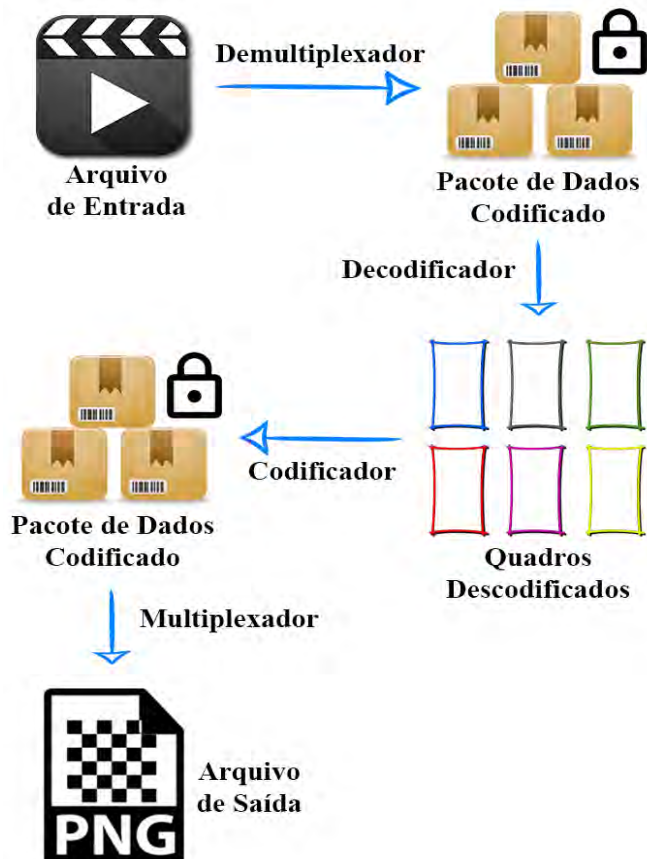 Demultiplexador
Arquivo
de Entrada
Pacote de Dados
Codificado
Decodificador
Quadros
Descodificados
Codificador
Pacote de Dados
Codificado
Multiplexador
Arquivo
de Saída
PNG